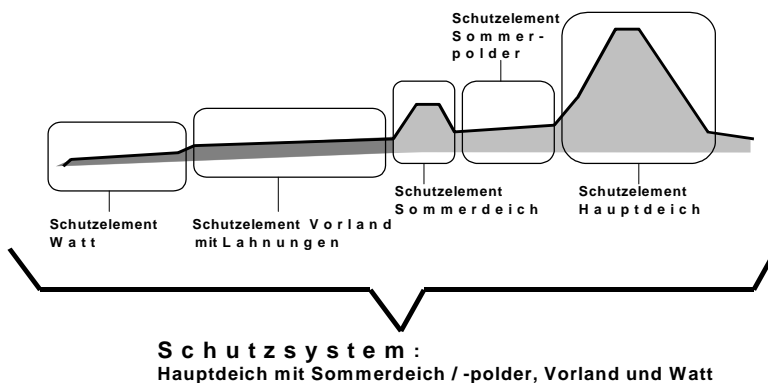 Schutzelement
Sommer-
polder
Schutzelement
Watt
Schutzelement Vorland
mit Lahnungen
Schutzelement
Sommerdeich
Schutzelement
Hauptdeich
Schutzsystem:
Hauptdeich mit Sommerdeich / -polder, Vorland und Watt